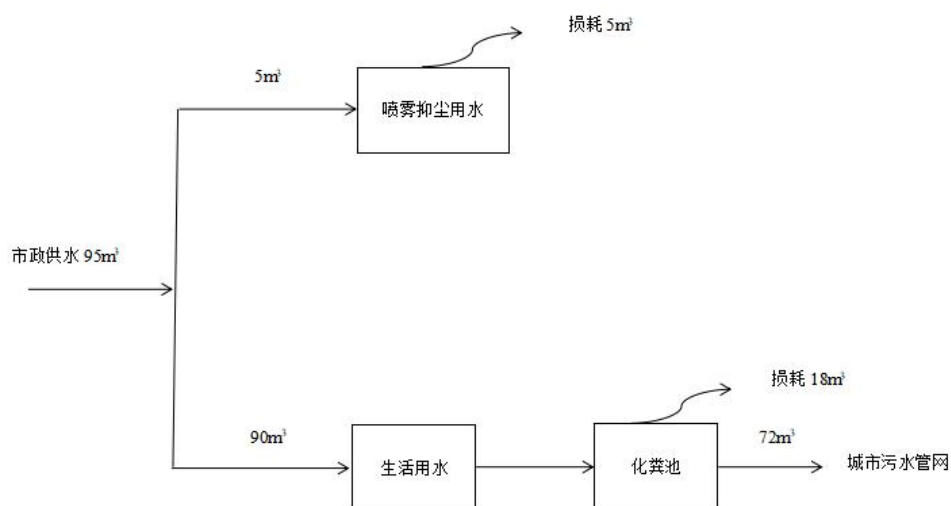 损耗 5m³
5m³
喷雾抑尘用水
市政供水 95m³
损耗 18m³
90m³
72m³
生活用水
化粪池
城市污水管网